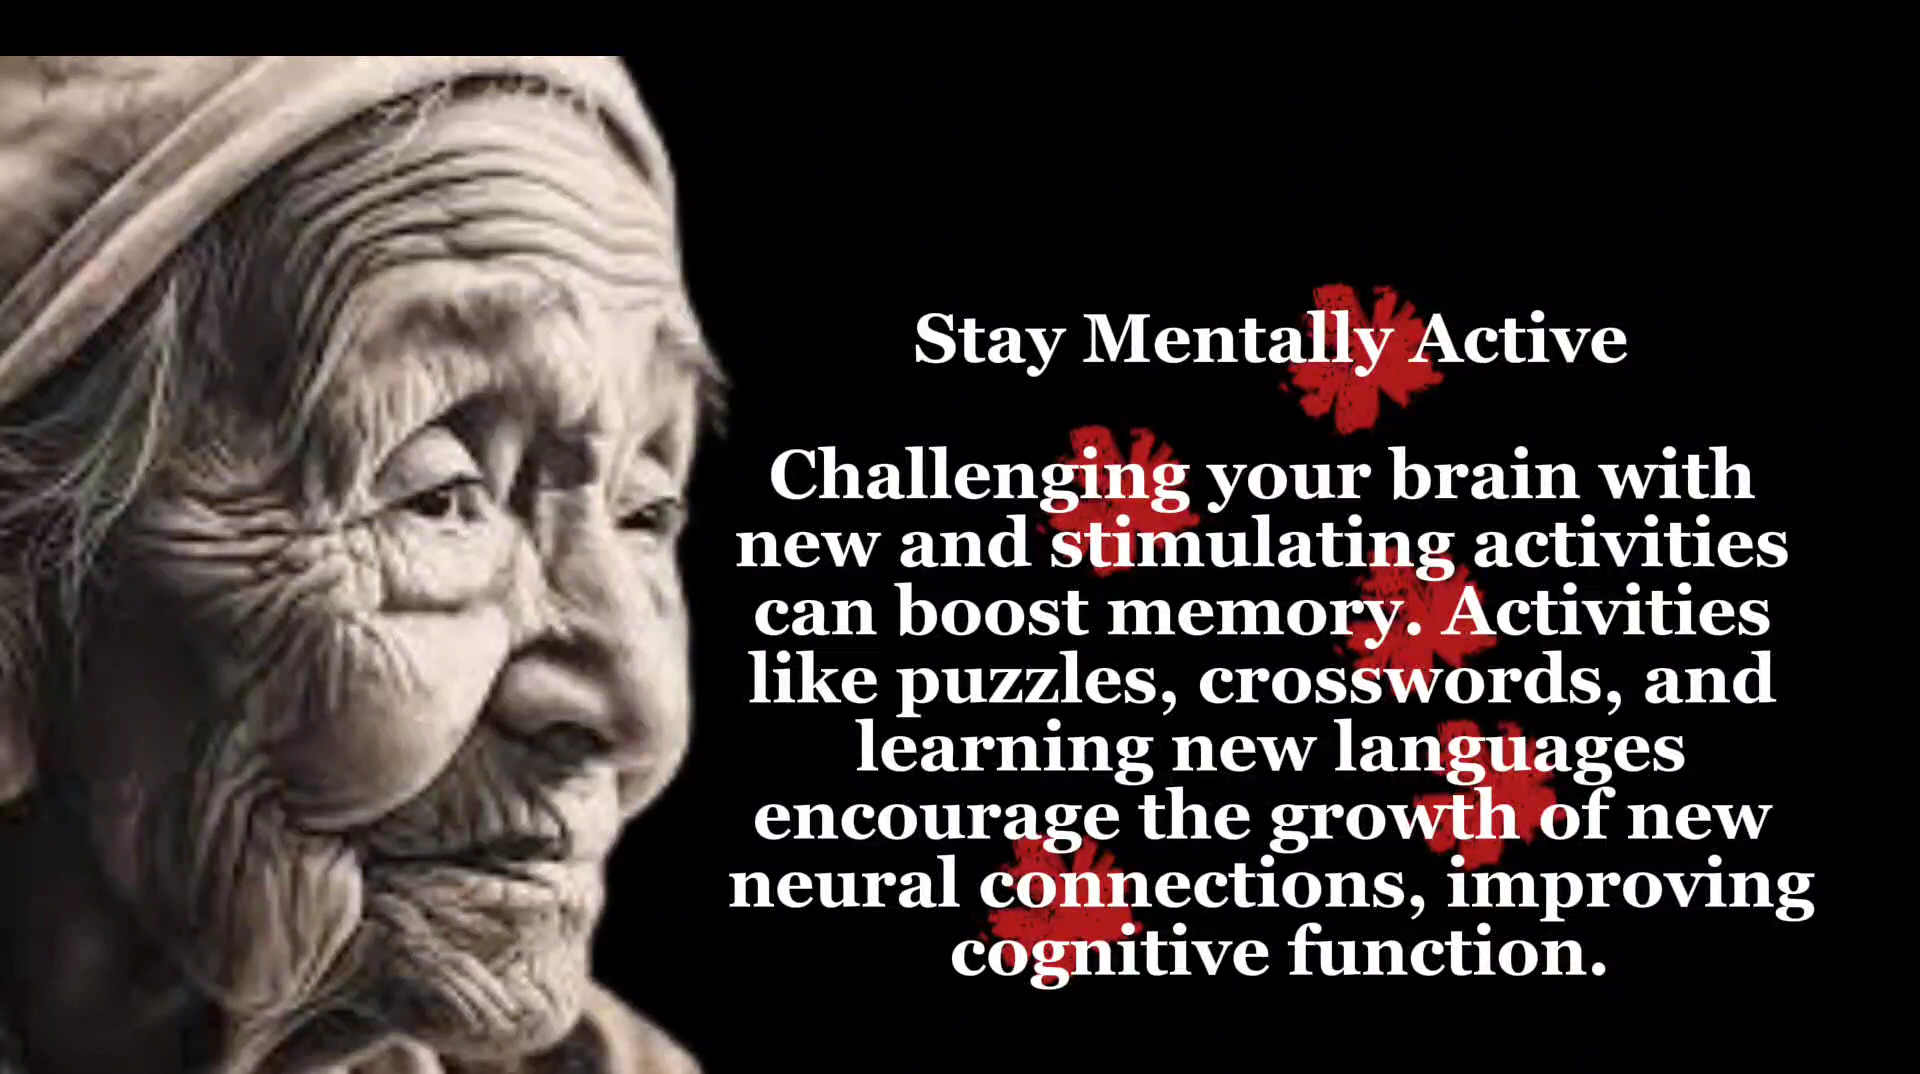 Stay Mentally Active
Challenging your brain with
new and stimulating activities
can boost memory. Activities
like puzzles, crosswords, and
learning new languages
encourage the growth of new
neural connections, improving
cognitive function.